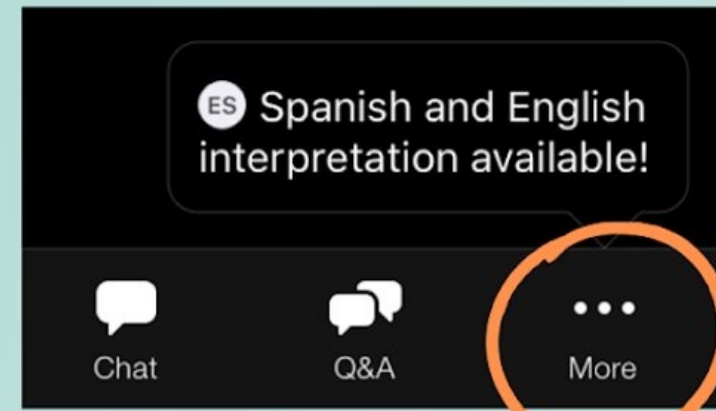 ES Spanish and English
interpretation available!
Chat
Q&A
More